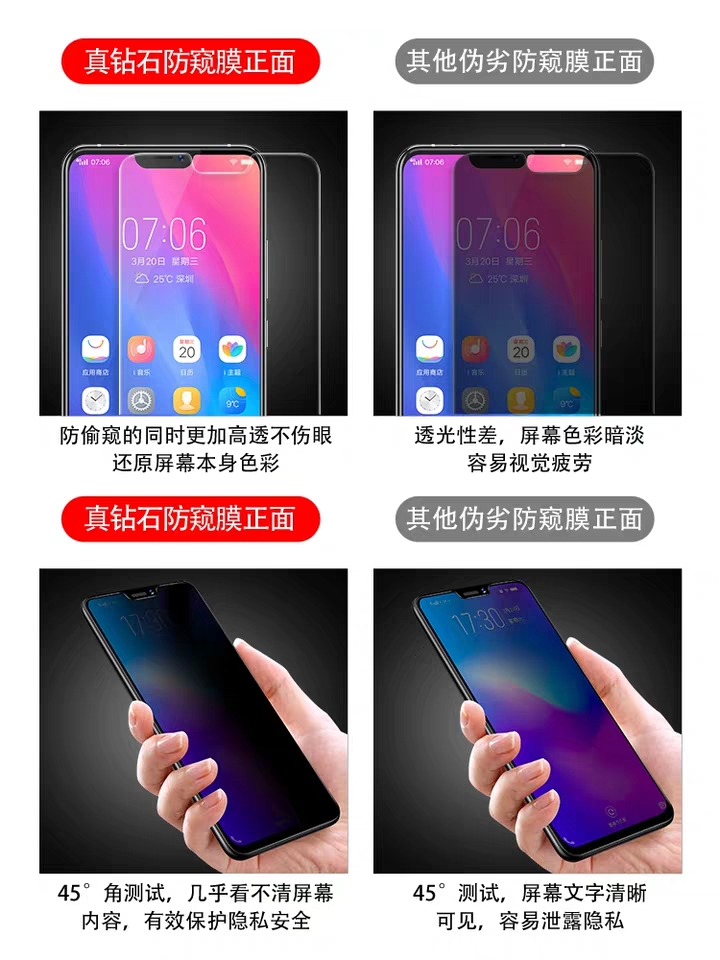 真钻石防窥膜正面
其他伪劣防窥膜正面
07:06
07:06
3月20日 星期三
25℃ 深圳
星期三
20
应用商店
i 音乐
日历
i 主题
9℃
07:06
07:06
3月20日 星期三
25℃ 深圳
20
应用商店
i 音乐
日历
i 主题
9℃
防偷窥的同时更加高透不伤眼
还原屏幕本身色彩
透光性差，屏幕色彩暗淡
容易视觉疲劳
真钻石防窥膜正面
其他伪劣防窥膜正面
17:30
17:30
45°角测试，几乎看不清屏幕
内容，有效保护隐私安全
45°测试，屏幕文字清晰
可见，容易泄露隐私